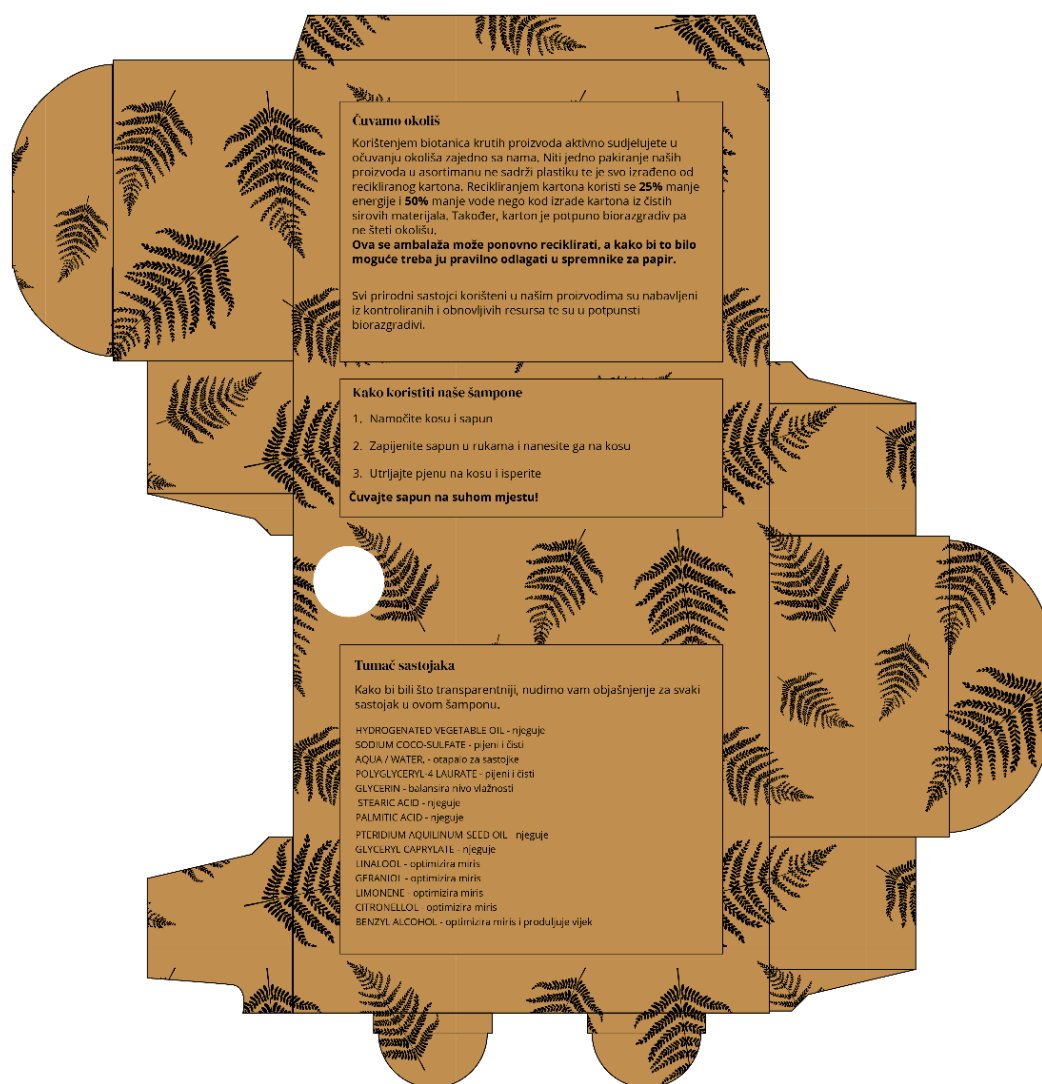 Čuvamo okoliš
Korištenjem biotanica krutih proizvoda aktivno sudjelujete u
očuvanju okoliša zajedno sa nama. Niti jedno pakiranje naših
proizvoda u asortimanu ne sadrži plastiku te je svo izrađeno od
recikliranog kartona. Recikliranjem kartona koristi se 25% manje
energije i 50% manje vode nego kod izrade kartona iz čistih
sirovih materijala. Također, karton je potpuno biorazgradiv pa
ne šteti okolišu.
Ova se ambalaža može ponovno reciklirati, a kako bi to bilo
moguće treba ju pravilno odlagati u spremnike za papir.
Svi prirodni sastojci korišteni u našim proizvodima su nabavljeni
iz kontroliranih i obnovljivih resursa te su u potpunsti
biorazgradivi.
Kako koristiti naše šampone
1. Namočite kosu i sapun
2. Zapijenite sapun u rukama i nanesite ga na kosu
3. Utrljajte pjenu na kosu i isperite
Čuvajte sapun na suhom mjestu!
Tumač sastojaka
Kako bi bili što transparentniji, nudimo vam objašnjenje za svaki
sastojak u ovom šamponu.
HYDROGENATED VEGETABLE OIL - njeguje
SODIUM COCO-SULFATE - pijeni i čisti
AQUA / WATER, - otapalo za sastojke
POLYGLYCERYL-4 LAURATE - pijeni i čisti
GLYCERIN - balansira nivo vlažnosti
STEARIC ACID - njeguje
PALMITIC ACID - njeguje
PTERIDIUM AQUILINUM SEED OIL njeguje
GLYCERYL CAPRYLATE - njeguje
LINALOOL - optimizira miris
GERANIOL - optimizira miris
LIMONENE - optimizira miris
CITRONELLOL - optimizira miris
BENZYL ALCOHOL - optimizira miris i produljuje vijek